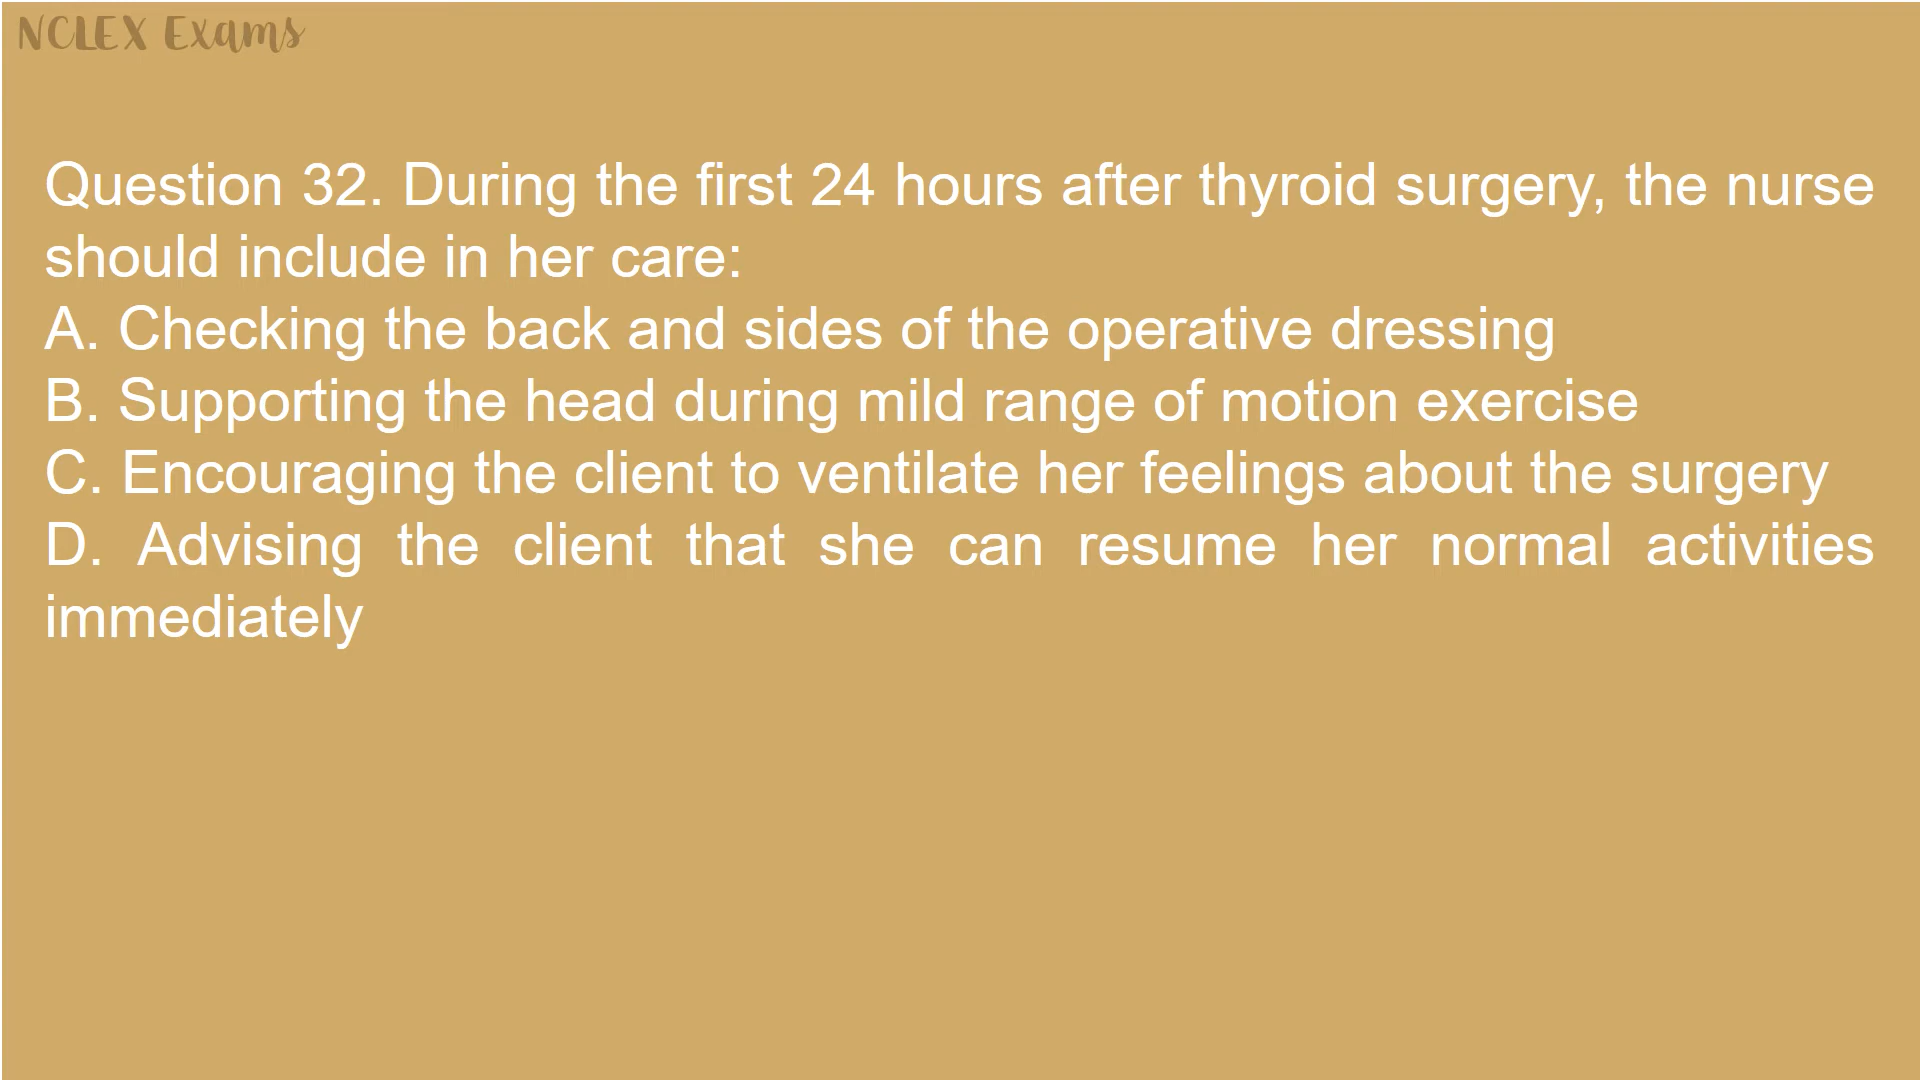 NCLEX Exams
Question 32. During the first 24 hours after thyroid surgery, the nurse
should include in her care:
A. Checking the back and sides of the operative dressing
B. Supporting the head during mild range of motion exercise
C. Encouraging the client to ventilate her feelings about the surgery
D. Advising the client that she can resume her normal activities
immediately